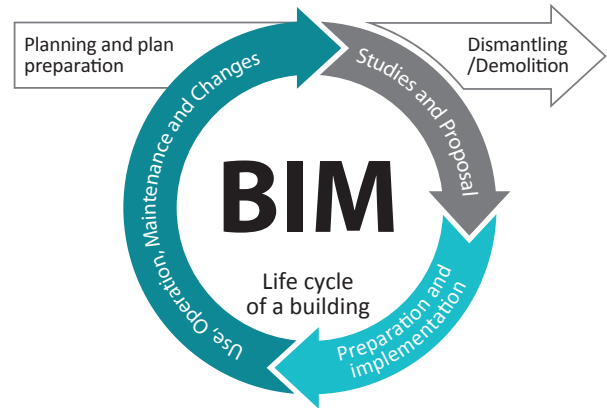 Planning and plan
preparation
Dismantling
/Demolition
Studies and Proposal
Preparation and
implementation
Use, Operation, Maintenance and Changes
BIM
Life cycle
of a building